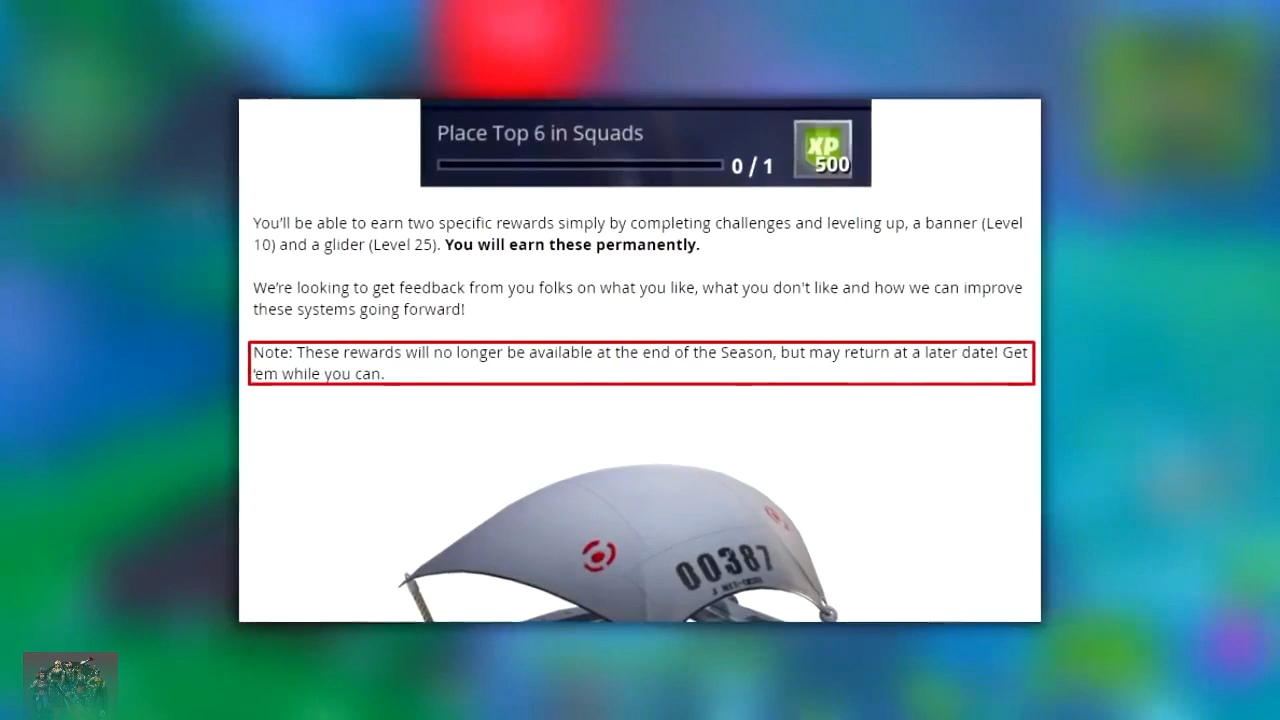 Place Top 6 in Squads
0 / 1
XP
500
You’ll be able to earn two specific rewards simply by completing challenges and leveling up, a banner (Level
10) and a glider (Level 25). You will earn these permanently.
We’re looking to get feedback from you folks on what you like, what you don't like and how we can improve
these systems going forward!
Note: These rewards will no longer be available at the end of the Season, but may return at a later date! Get
‘em while you can.
00387